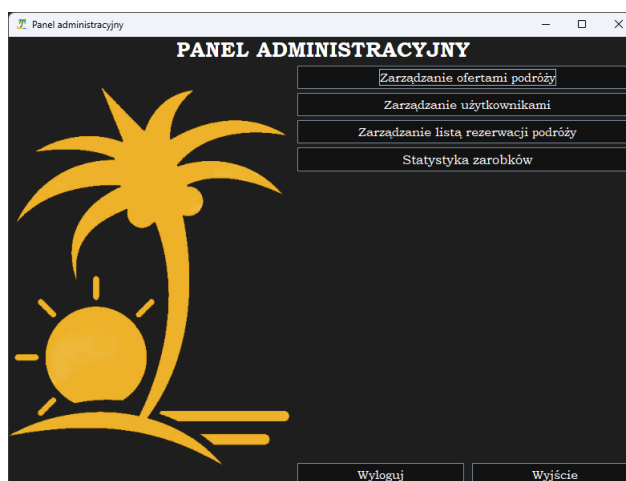 Panel administracyjny
PANEL ADMINISTRACYJNY
Zarządzanie ofertami podróży
Zarządzanie użytkownikami
Zarządzanie listą rezerwacji podróży
Statystyka zarobków
Wyloguj Wyjście